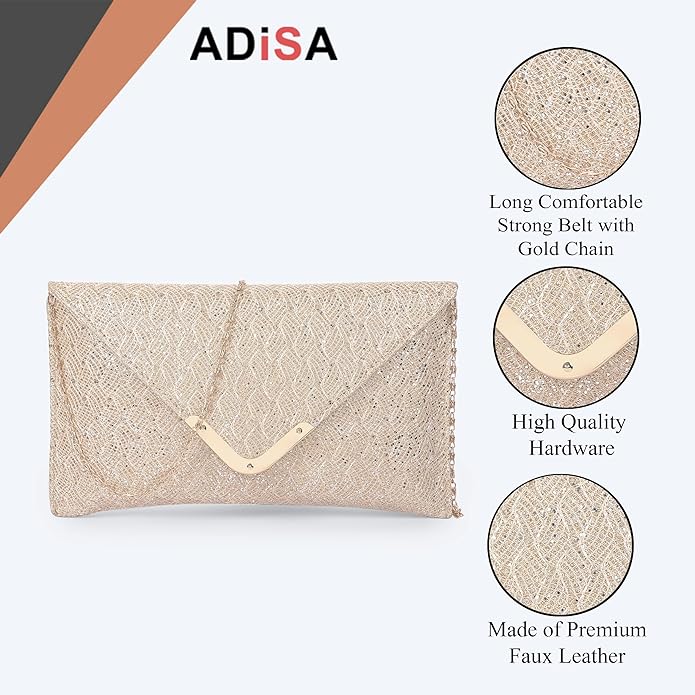 ADiSA
Long Comfortable
Strong Belt with
Gold Chain
High Quality
Hardware
Made of Premium
Faux Leather